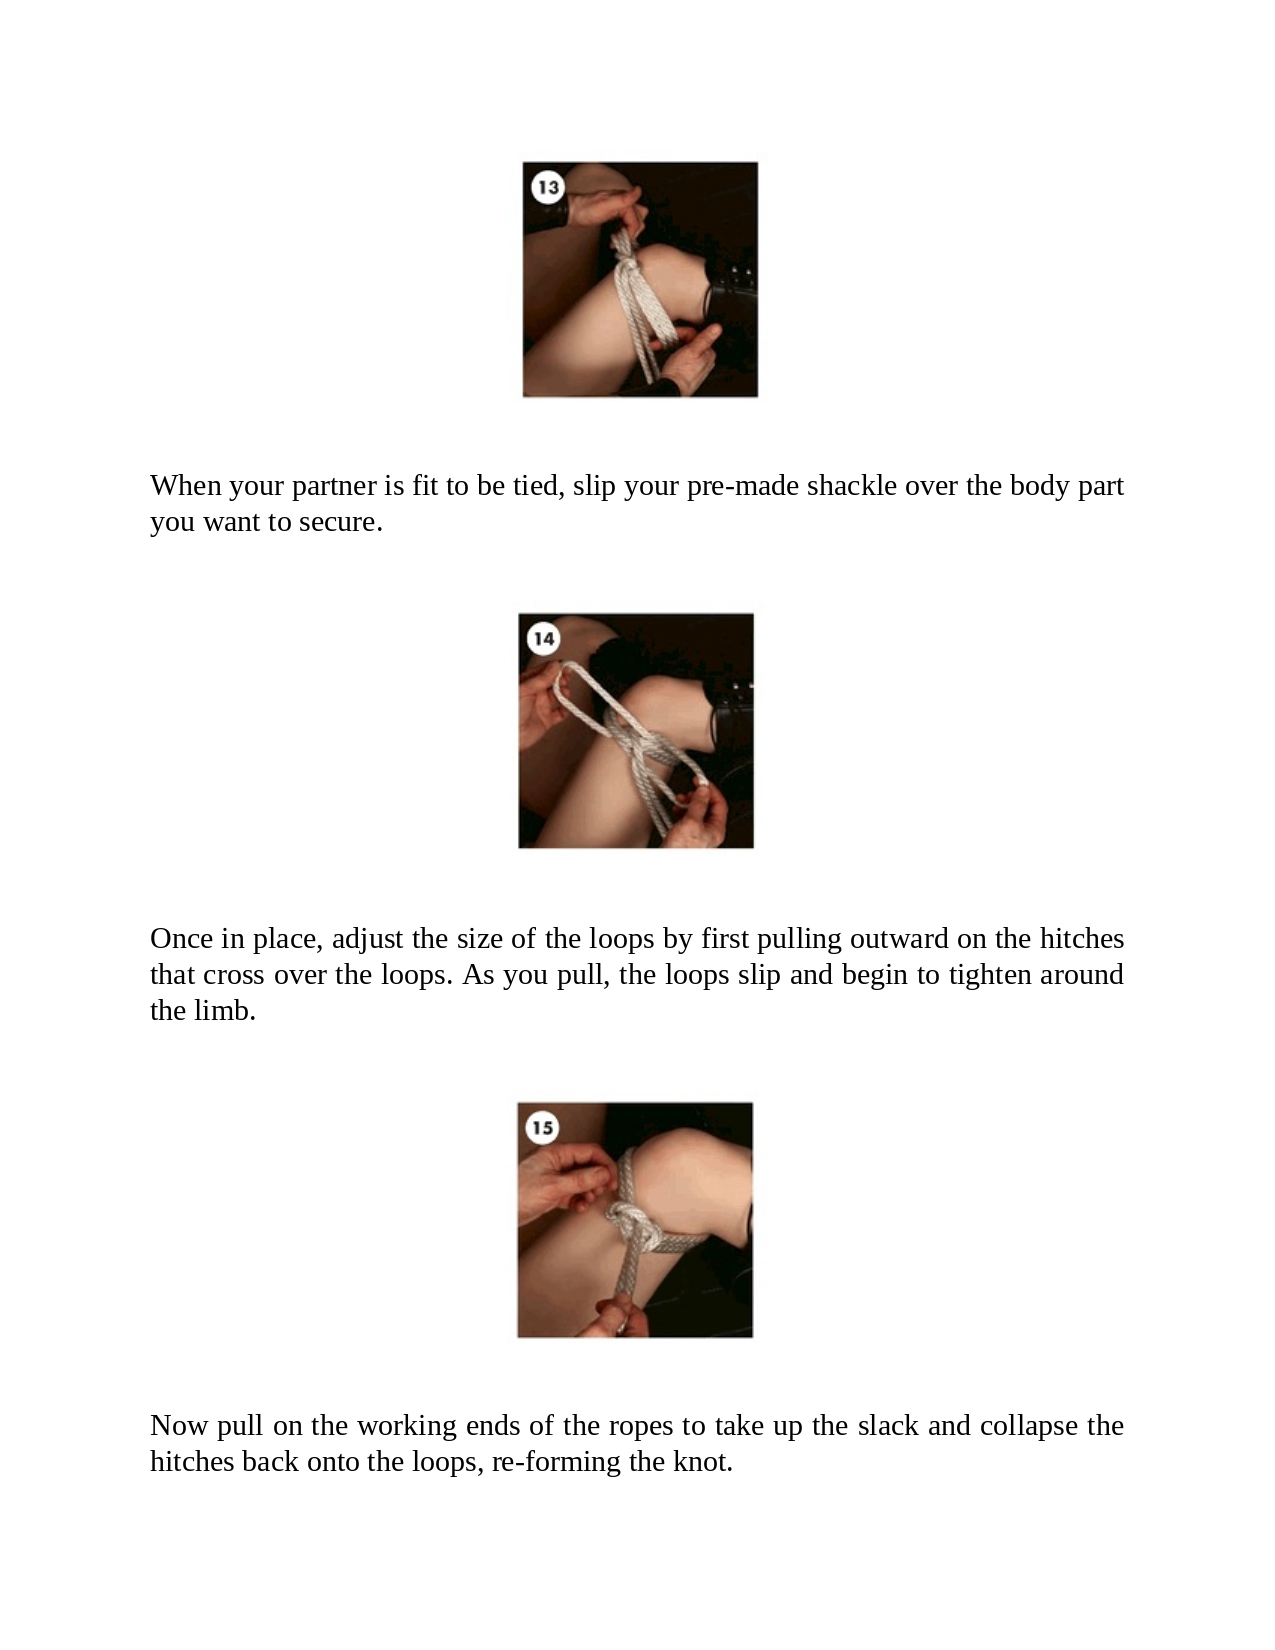 13
When your partner is fit to be tied, slip your pre-made shackle over the body part
you want to secure.
14
Once in place, adjust the size of the loops by first pulling outward on the hitches
that cross over the loops. As you pull, the loops slip and begin to tighten around
the limb.
15
Now pull on the working ends of the ropes to take up the slack and collapse the
hitches back onto the loops, re-forming the knot.